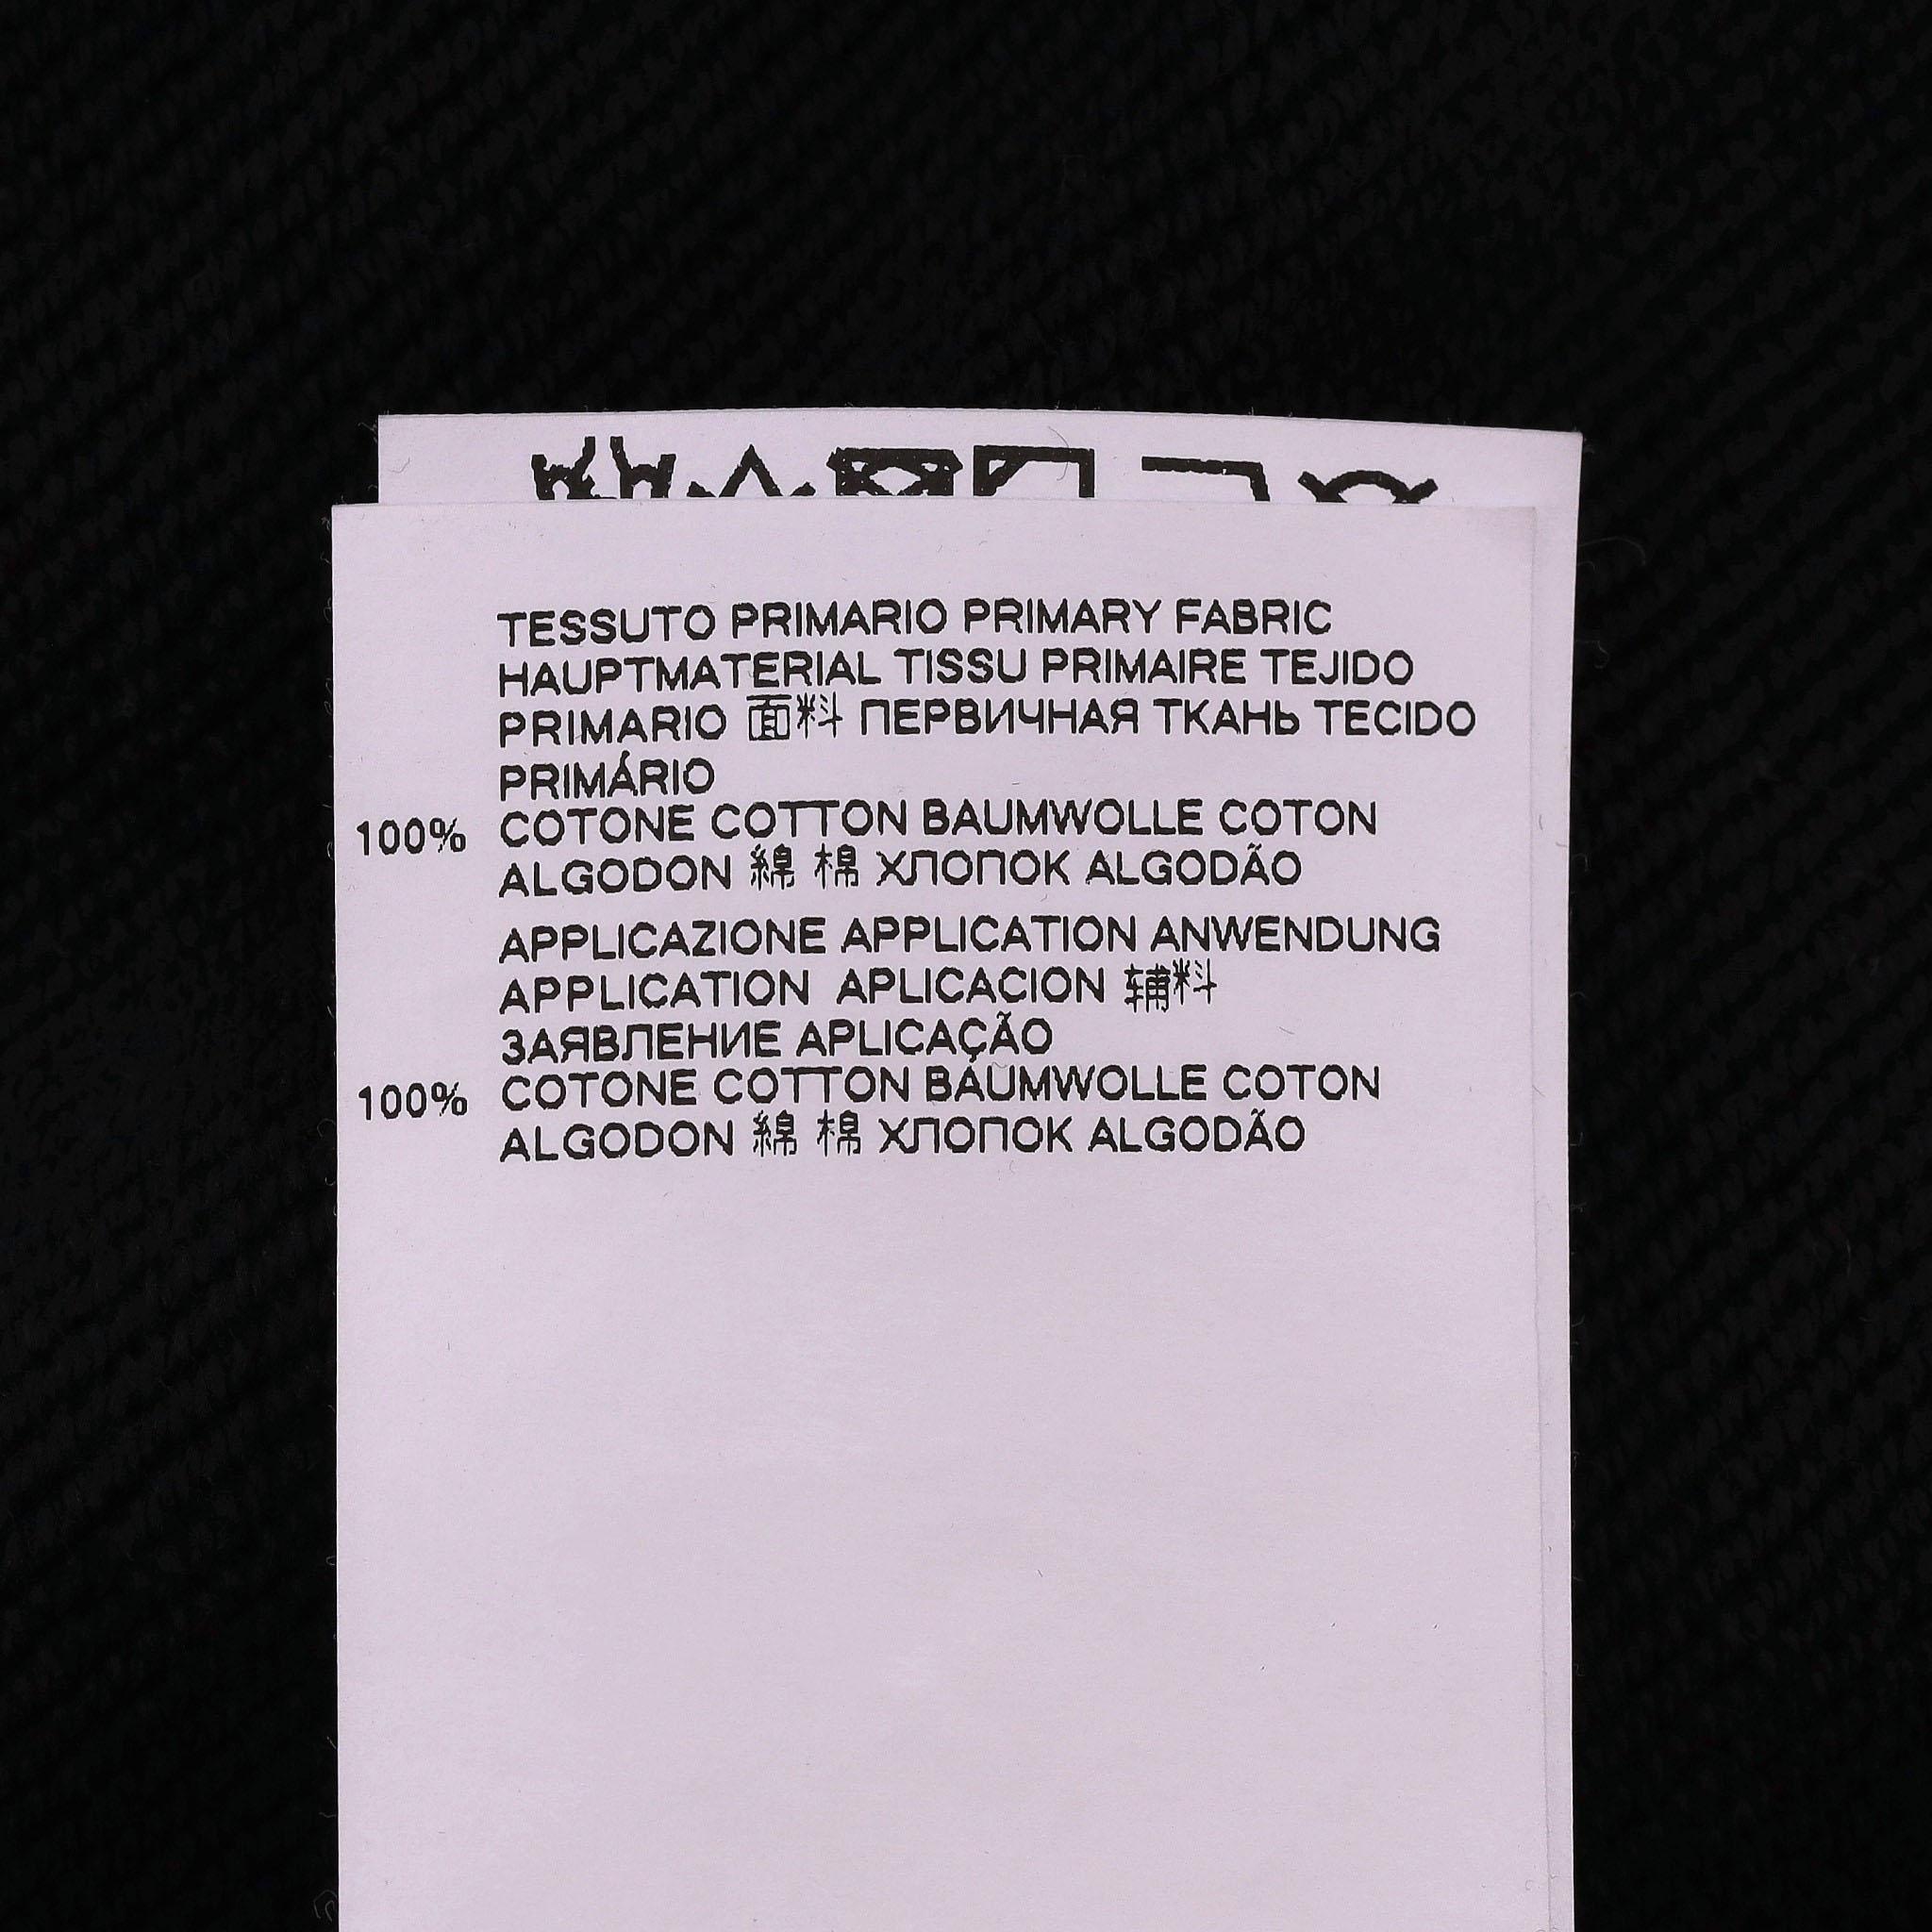 TESSUTO PRIMARIO PRIMARY FABRIC
HAUPTMATERIAL TISSU PRIMAIRE TEJIDO
PRIMARIO 面料 ПЕРВИЧНАЯ ТКАНЬ TECIDO
PRIMÁRIO
100% COTONE COTTON BAUMWOLLE COTON
ALGODON 綿 棉 ХЛОПОК ALGODÃO
APPLICAZIONE APPLICATION ANWENDUNG
APPLICATION APLICACION 辅料
ЗАЯВЛЕНИЕ APLICAÇÃO
100% COTONE COTTON BAUMWOLLE COTON
ALGODON 綿 棉 ХЛОПОК ALGODÃO